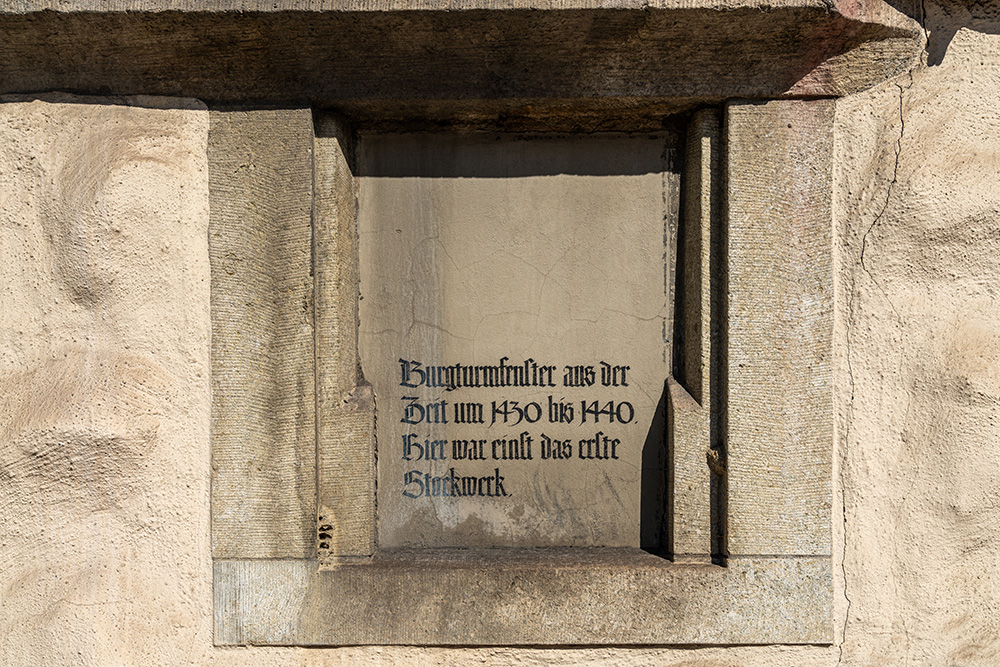 Burgturmfenſter aus der
Zeit um 1430 bis 1440.
Hier war einſt das erſte
Stockwerk.